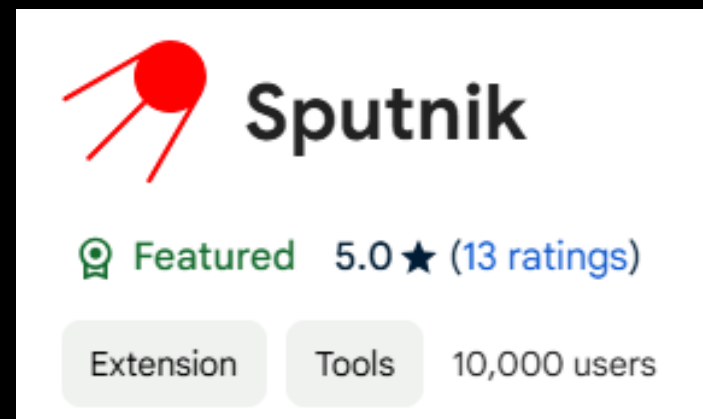 Sputnik
Featured 5.0 ★ (13 ratings)
Extension Tools 10,000 users